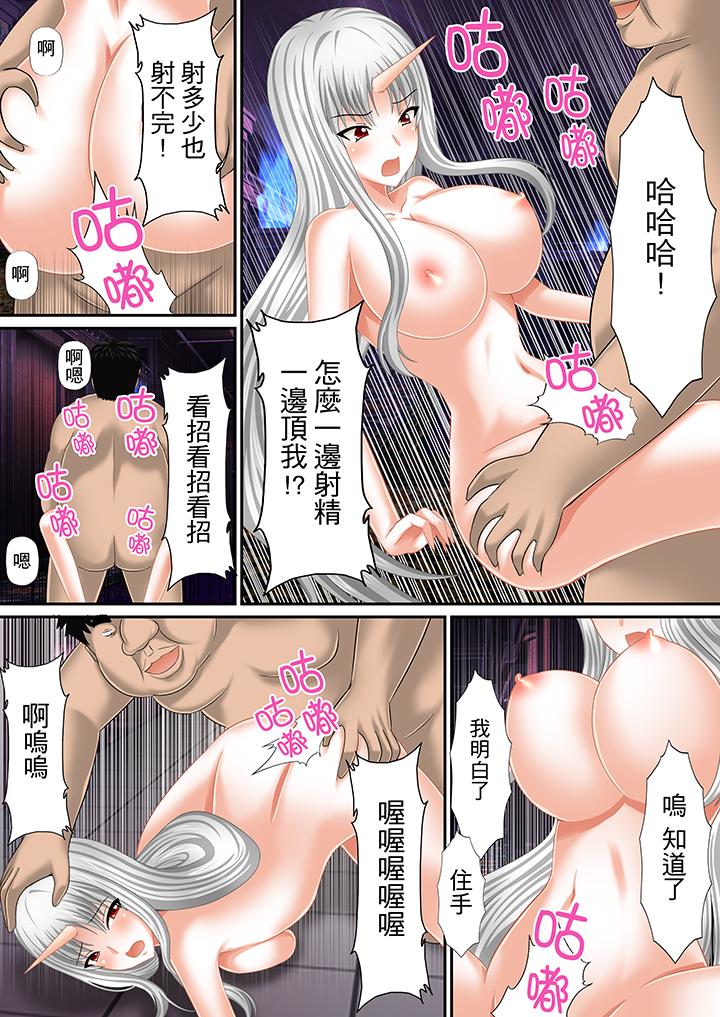 哈哈哈！
咕嘟
咕嘟
咕嘟
怎麼一邊射精
一邊頂我!?
射多少也
射不完！
啊
啊
咕嘟
看招看招看招
啊嗯
咕嘟
咕嘟
咕嘟
咕嘟
嗯
嗚 知道了
我明白了
住手
咕嘟
喔喔喔喔喔
咕嘟
咕嘟
啊嗚嗚